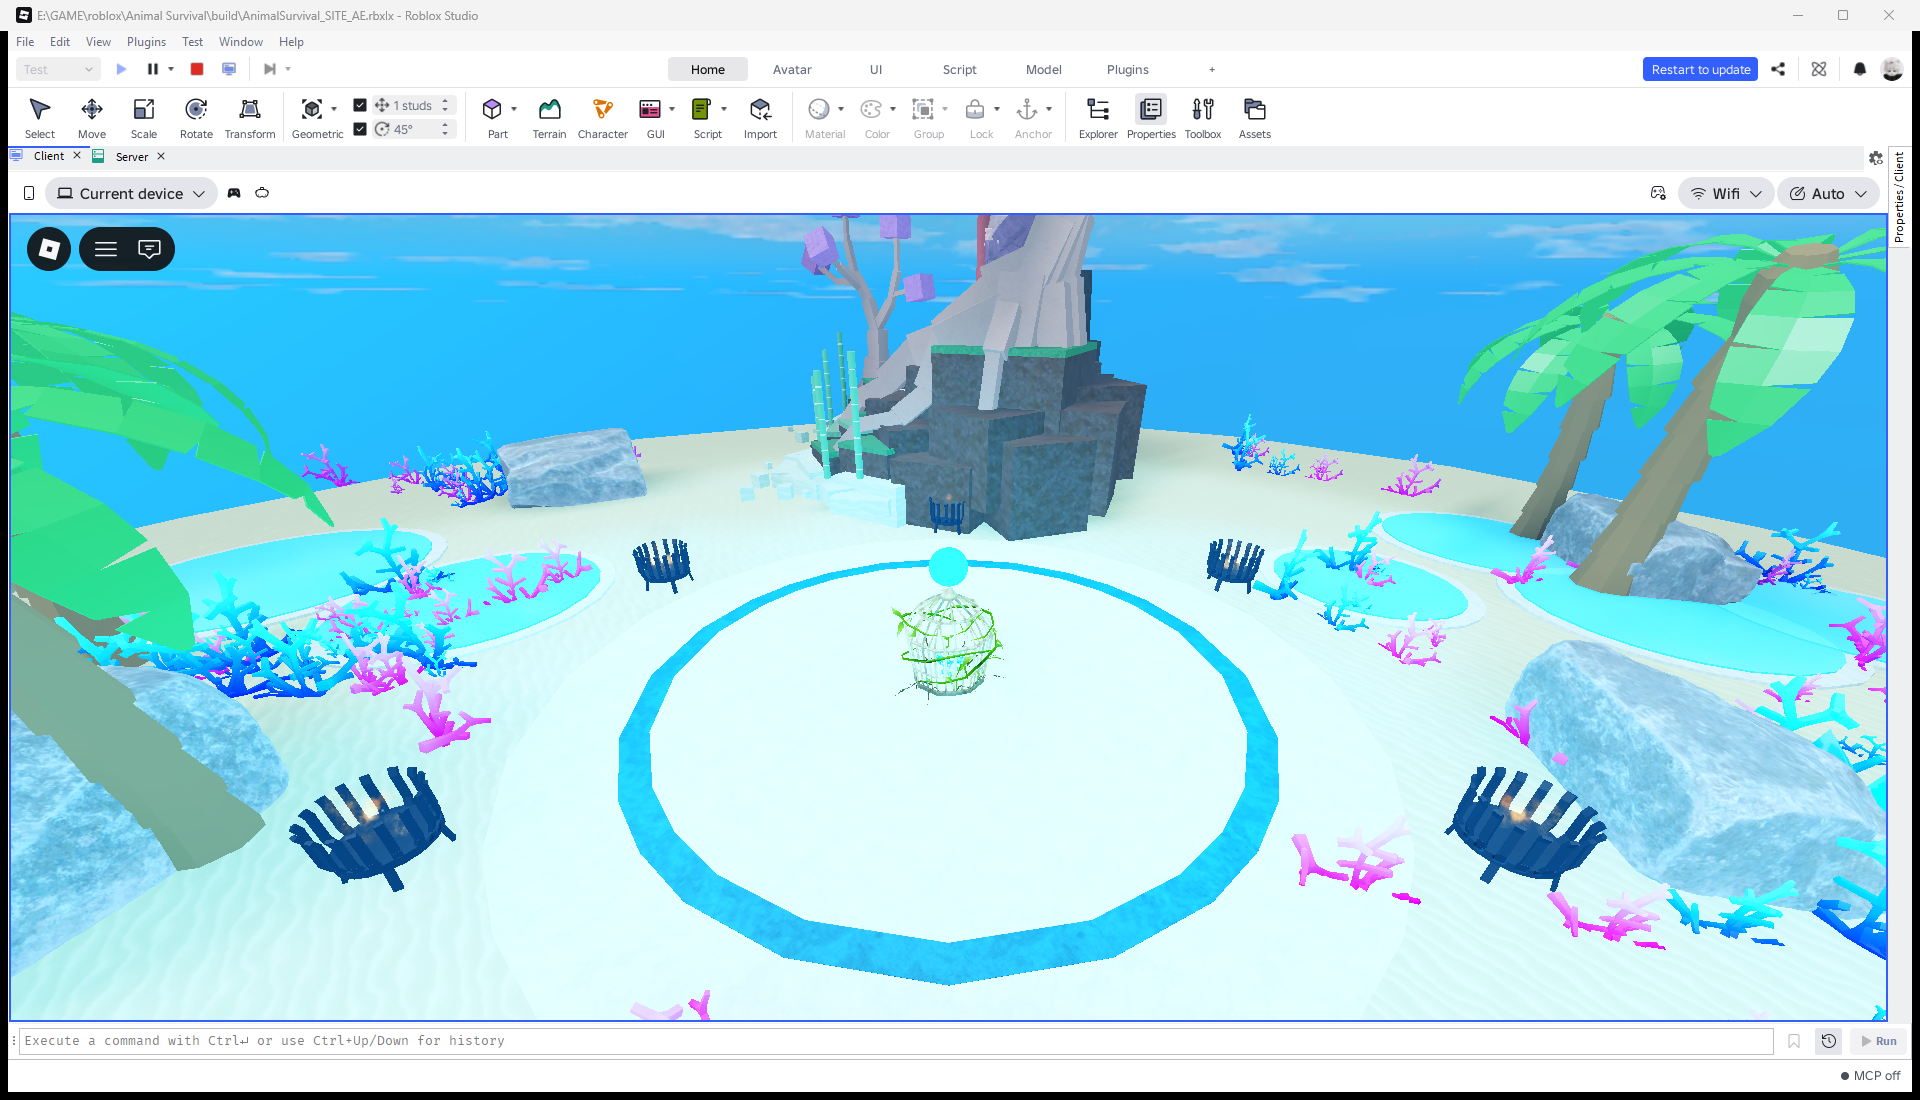 E:\GAME\roblox\Animal Survival\build\AnimalSurvival_SITE_AE.rbxlx - Roblox Studio
File Edit View Plugins Test Window Help
Test
Home Avatar UI Script Model Plugins +
Restart to update
1 studs
45°
Select Move Scale Rotate Transform Geometric Part Terrain Character GUI Script Import Material Color Group Lock Anchor Explorer Properties Toolbox Assets
Client Server
Properties / Client
Current device
Wifi
Auto
Execute a command with Ctrl↵ or use Ctrl+Up/Down for history
Run
MCP off